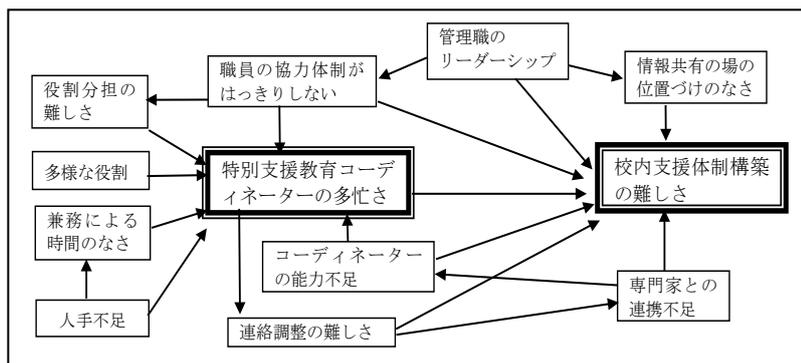 管理職の
リーダーシップ
職員の協力体制が
はっきりしない
情報共有の場の
位置づけのなさ
役割分担の
難しさ
多様な役割
特別支援教育コーデ
ィネーターの多忙さ
校内支援体制構築
の難しさ
兼務による
時間のなさ
コーディネーター
の能力不足
専門家との
連携不足
人手不足
連絡調整の難しさ